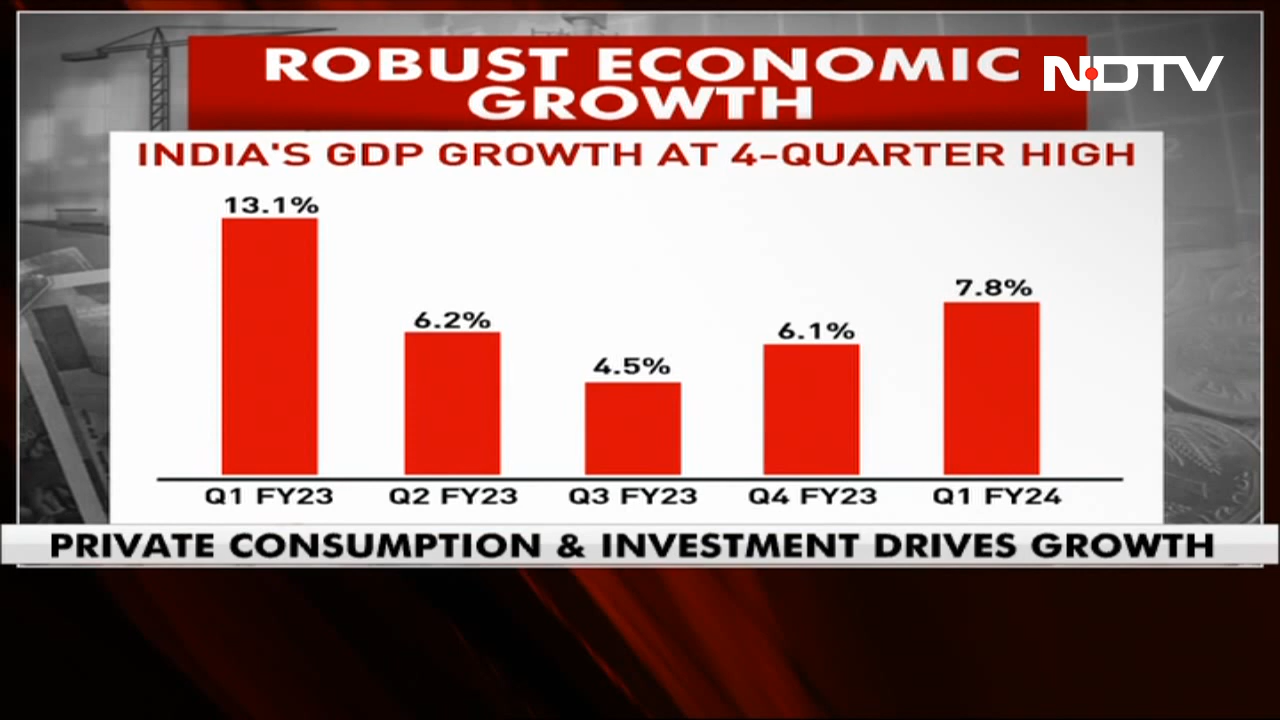 ROBUST ECONOMIC
GROWTH
NDTV
INDIA'S GDP GROWTH AT 4-QUARTER HIGH
13.1%
6.2%
4.5%
6.1%
7.8%
Q1 FY23
Q2 FY23
Q3 FY23
Q4 FY23
Q1 FY24
PRIVATE CONSUMPTION & INVESTMENT DRIVES GROWTH